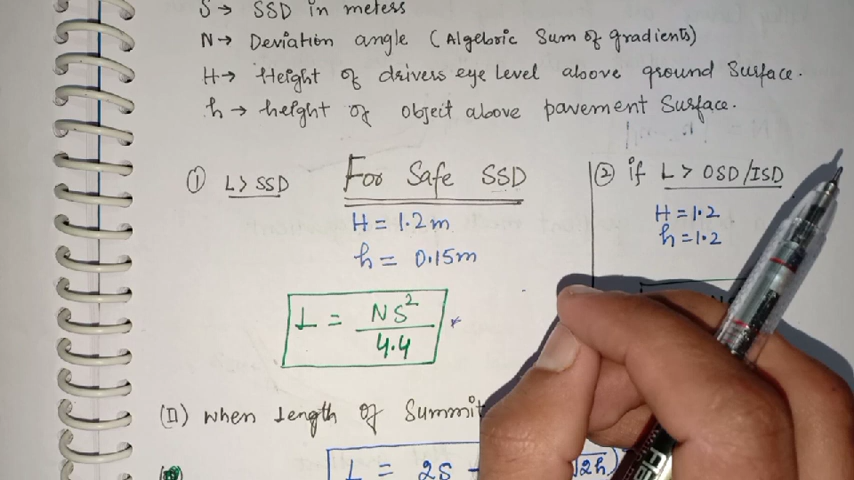 S → SSD in meters
N → Deviation angle (Algebric Sum of gradients)
H → Height of drivers eye level above ground Surface.
h → height of object above pavement Surface.
① L > SSD For Safe SSD
H = 1.2m
h = 0.15m
L = NS²/4.4
② if L > OSD/ISD
H = 1.2
h = 1.2
(II) when Length of Summit
L = 2S √2h)